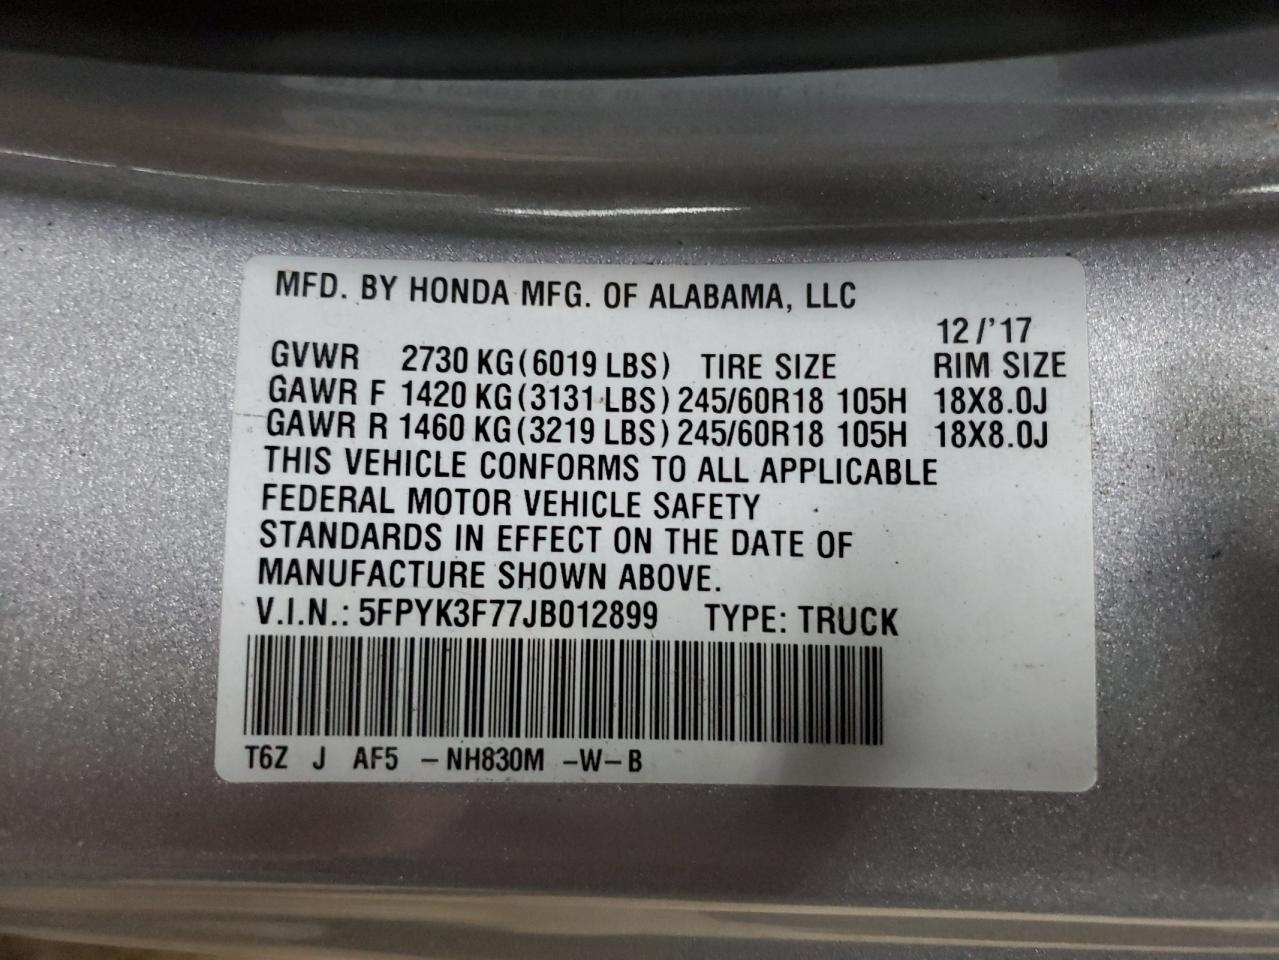 MFD. BY HONDA MFG. OF ALABAMA, LLC
12/'17
GVWR 2730 KG(6019 LBS) TIRE SIZE RIM SIZE
GAWR F 1420 KG(3131 LBS) 245/60R18 105H 18X8.0J
GAWR R 1460 KG(3219 LBS) 245/60R18 105H 18X8.0J
THIS VEHICLE CONFORMS TO ALL APPLICABLE
FEDERAL MOTOR VEHICLE SAFETY
STANDARDS IN EFFECT ON THE DATE OF
MANUFACTURE SHOWN ABOVE.
V.I.N.: 5FPYK3F77JB012899 TYPE: TRUCK
T6Z J AF5 -NH830M -W-B